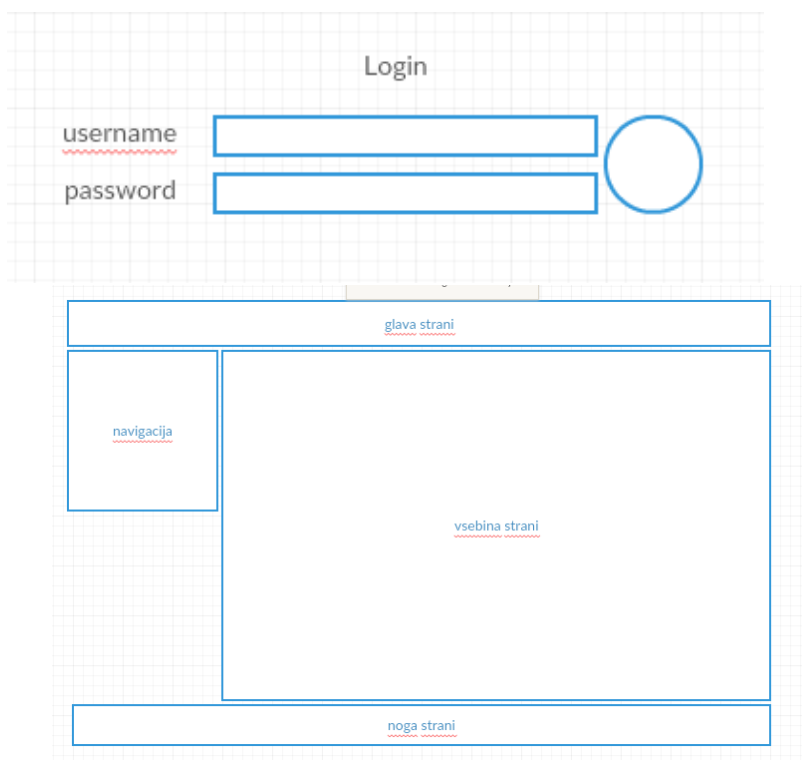 Login
username
password
glava strani
navigacija
vsebina strani
noga strani